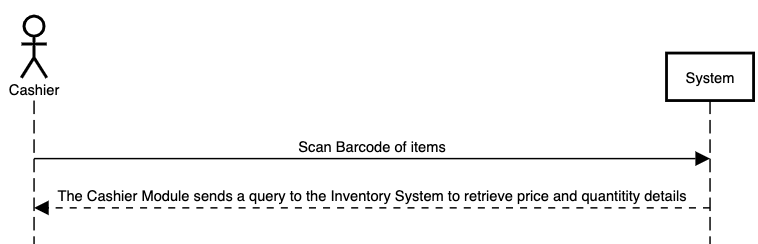 Cashier
System
Scan Barcode of items
The Cashier Module sends a query to the Inventory System to retrieve price and quantitity details